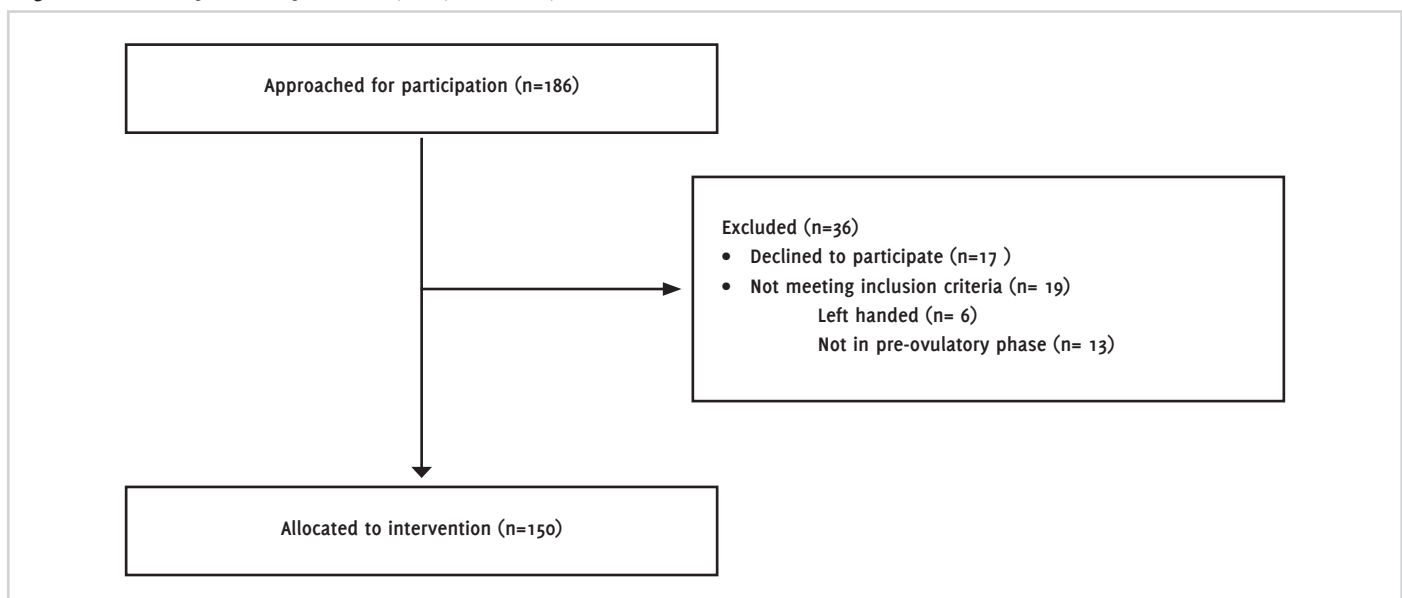 Approached for participation (n=186)
Excluded (n=36)
• Declined to participate (n=17 )
• Not meeting inclusion criteria (n= 19)
Left handed (n= 6)
Not in pre-ovulatory phase (n= 13)
Allocated to intervention (n=150)